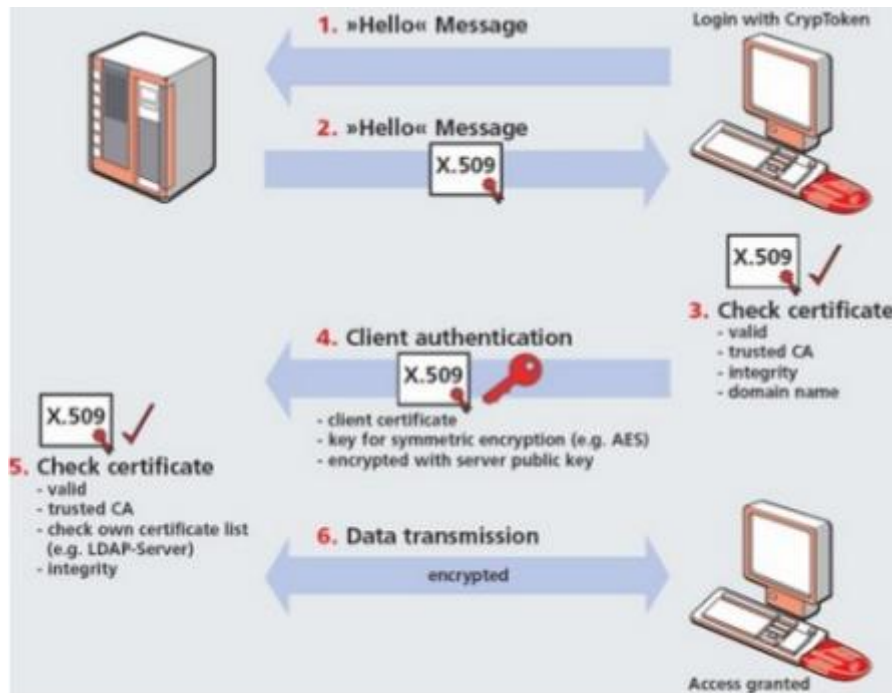 1. »Hello« Message
Login with CrypToken
2. »Hello« Message
X.509
X.509
3. Check certificate
- valid
- trusted CA
- integrity
- domain name
4. Client authentication
X.509
- client certificate
- key for symmetric encryption (e.g. AES)
- encrypted with server public key
X.509
5. Check certificate
- valid
- trusted CA
- check own certificate list
(e.g. LDAP-Server)
- integrity
6. Data transmission
encrypted
Access granted